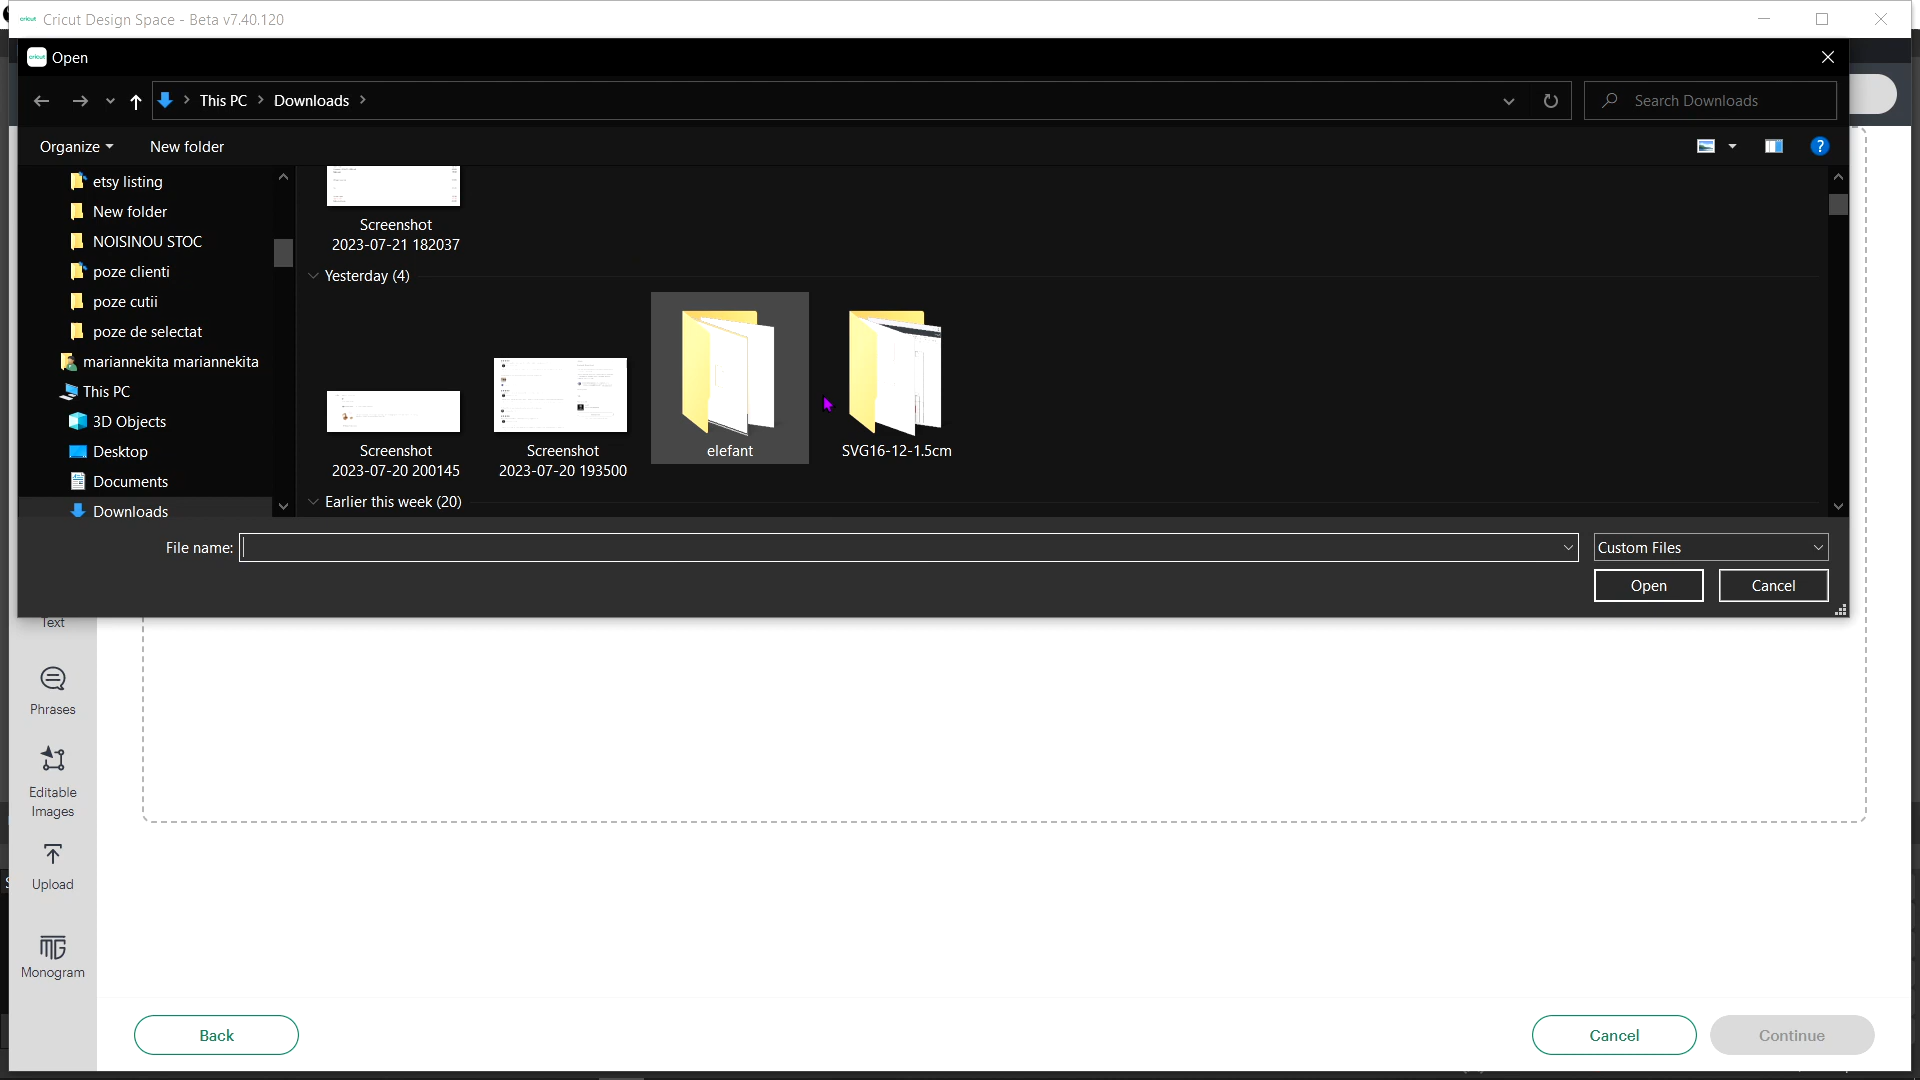 cricut Cricut Design Space - Beta v7.40.120
cricut Open
This PC > Downloads >
Search Downloads
Organize
New folder
?
etsy listing
New folder
NOISINOU STOC
poze clienti
poze cutii
poze de selectat
mariannekita mariannekita
This PC
3D Objects
Desktop
Documents
Downloads
Screenshot
2023-07-21 182037
Yesterday (4)
Screenshot
2023-07-20 200145
Screenshot
2023-07-20 193500
elefant
SVG16-12-1.5cm
Earlier this week (20)
File name:
Custom Files
Open
Cancel
Text
Phrases
Editable
Images
Upload
Monogram
Back
Cancel
Continue